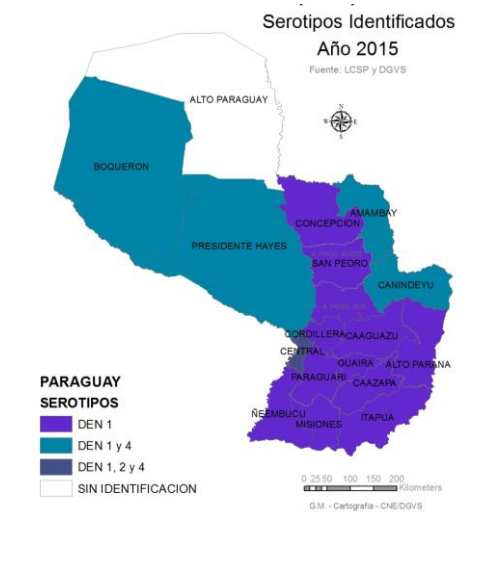 Serotipos Identificados
Año 2015
Fuente: LCSP y DGVS
N
W E
S
ALTO PARAGUAY
BOQUERON
AMAMBAY
CONCEPCION
PRESIDENTE HAYES
SAN PEDRO
CANINDEYU
CORDILLERA
CAAGUAZU
CENTRAL
GUAIRA
ALTO PARANA
PARAGUARI
CAAZAPA
ÑEEMBUCU
ITAPUA
MISIONES
PARAGUAY
SEROTIPOS
DEN 1
DEN 1 y 4
DEN 1, 2 y 4
SIN IDENTIFICACION
0 25 50 100 150 200
Kilometers
G.M. - Cartografia - CNE/DGVS